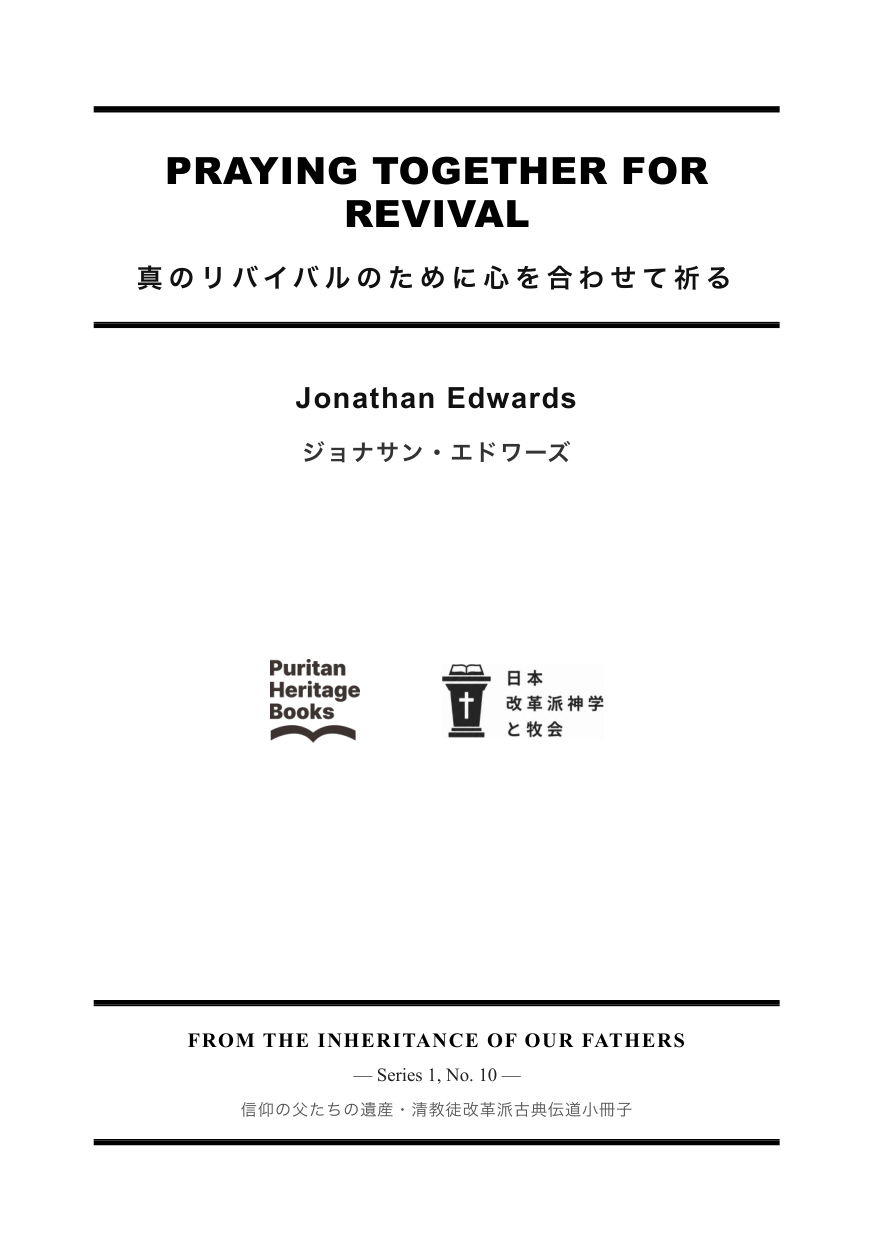 PRAYING TOGETHER FOR
REVIVAL
真のリバイバルのために心を合わせて祈る
Jonathan Edwards
ジョナサン・エドワーズ
Puritan
Heritage
Books
日本
改革派神学
と牧会
FROM THE INHERITANCE OF OUR FATHERS
— Series 1, No. 10 —
信仰の父たちの遺産・清教徒改革派古典伝道小冊子